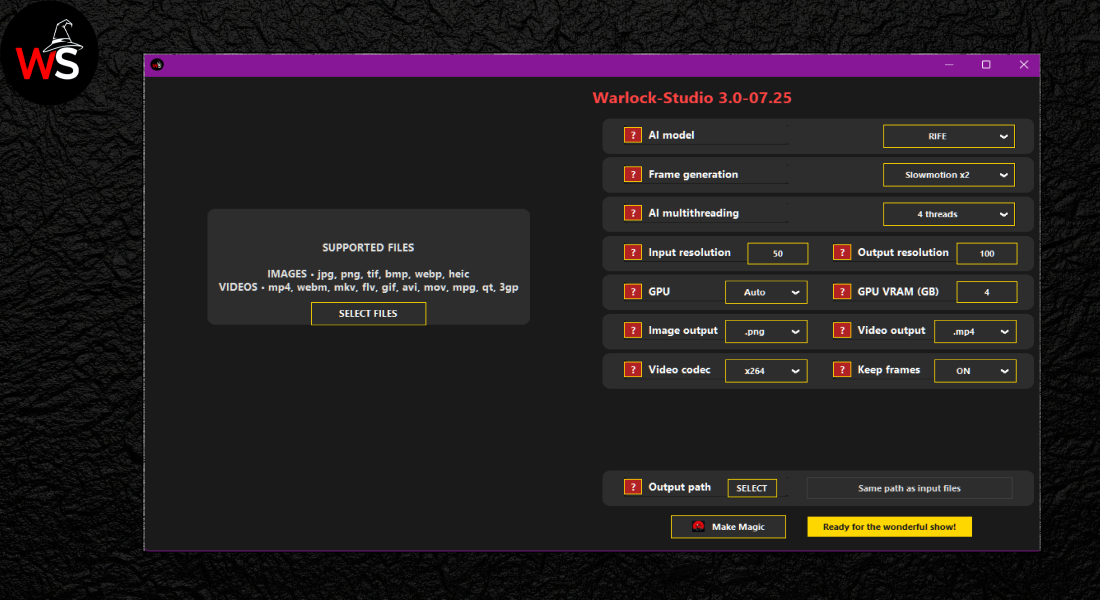 WS
Warlock-Studio 3.0-07.25
? AI model RIFE
? Frame generation Slowmotion x2
? AI multithreading 4 threads
? Input resolution 50 ? Output resolution 100
? GPU Auto ? GPU VRAM (GB) 4
? Image output .png ? Video output .mp4
? Video codec x264 ? Keep frames ON
SUPPORTED FILES
IMAGES • jpg, png, tif, bmp, webp, heic
VIDEOS • mp4, webm, mkv, flv, gif, avi, mov, mpg, qt, 3gp
SELECT FILES
? Output path SELECT Same path as input files
Make Magic Ready for the wonderful show!